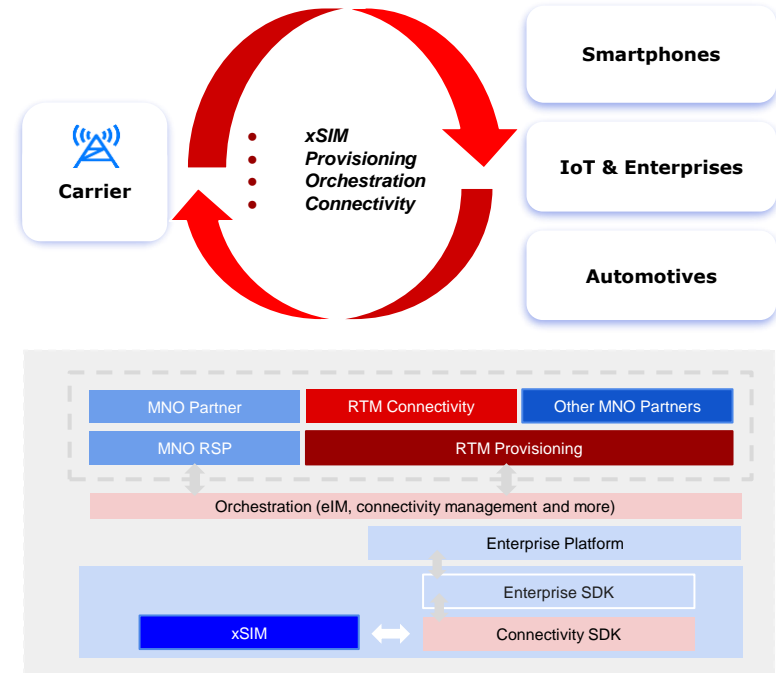 Smartphones
Carrier
• xSIM
• Provisioning
• Orchestration
• Connectivity
IoT & Enterprises
Automotives
MNO Partner
RTM Connectivity
Other MNO Partners
MNO RSP
RTM Provisioning
Orchestration (eIM, connectivity management and more)
Enterprise Platform
Enterprise SDK
xSIM
Connectivity SDK